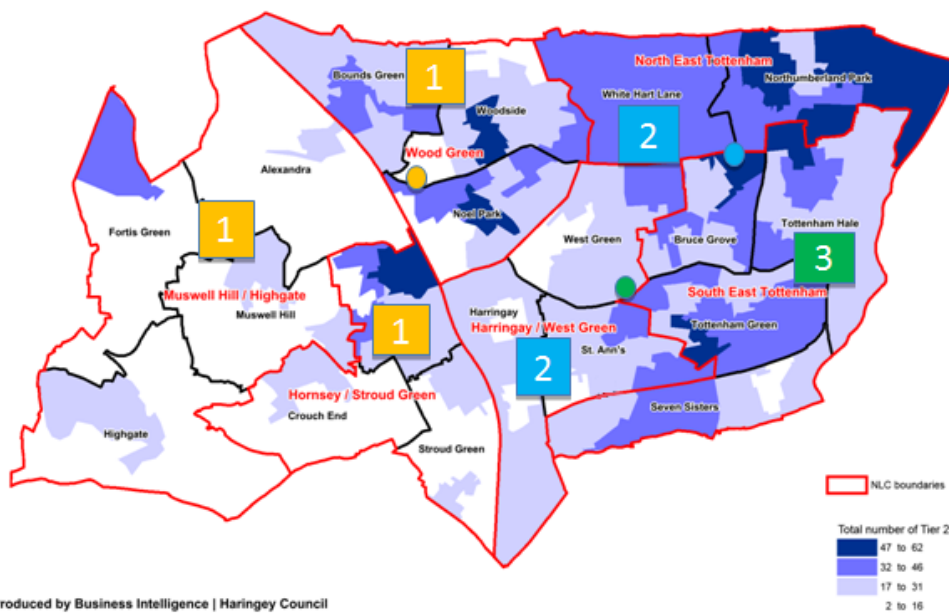 Bounds Green
1
North East Tottenham
Northumberland Park
White Hart Lane
Woodside
2
Wood Green
Alexandra
Noel Park
Fortis Green
1
West Green
Bruce Grove
Tottenham Hale
3
Muswell Hill / Highgate
Muswell Hill
South East Tottenham
Harringay
Harringay / West Green
Tottenham Green
1
St. Ann's
2
Hornsey / Stroud Green
Crouch End
Seven Sisters
Highgate
Stroud Green
NLC boundaries
Total number of Tier 2
47 to 62
32 to 46
17 to 31
2 to 16
roduced by Business Intelligence | Haringey Council